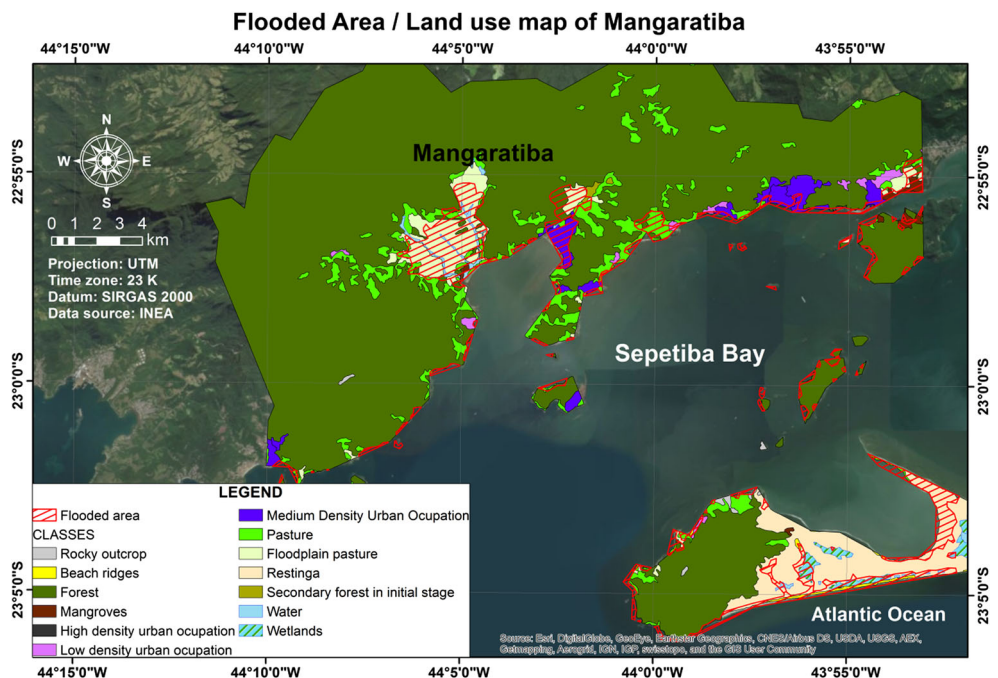 Flooded Area / Land use map of Mangaratiba
44°15'0"W 44°10'0"W 44°5'0"W 44°0'0"W 43°55'0"W
22°55'0"S
22°55'0"S
23°0'0"S
23°0'0"S
23°5'0"S
23°5'0"S
N
W E
S
0 1 2 3 4
km
Projection: UTM
Time zone: 23 K
Datum: SIRGAS 2000
Data source: INEA
Mangaratiba
Sepetiba Bay
Atlantic Ocean
LEGEND
Flooded area
CLASSES
Rocky outcrop
Beach ridges
Forest
Mangroves
High density urban ocupation
Low density urban ocupation
Medium Density Urban Ocupation
Pasture
Floodplain pasture
Restinga
Secondary forest in initial stage
Water
Wetlands
Source: Esri, DigitalGlobe, GeoEye, Earthstar Geographics, CNES/Airbus DS, USDA, USGS, AEX,
Getmapping, Aerogrid, IGN, IGP, swisstopo, and the GIS User Community
44°15'0"W 44°10'0"W 44°5'0"W 44°0'0"W 43°55'0"W